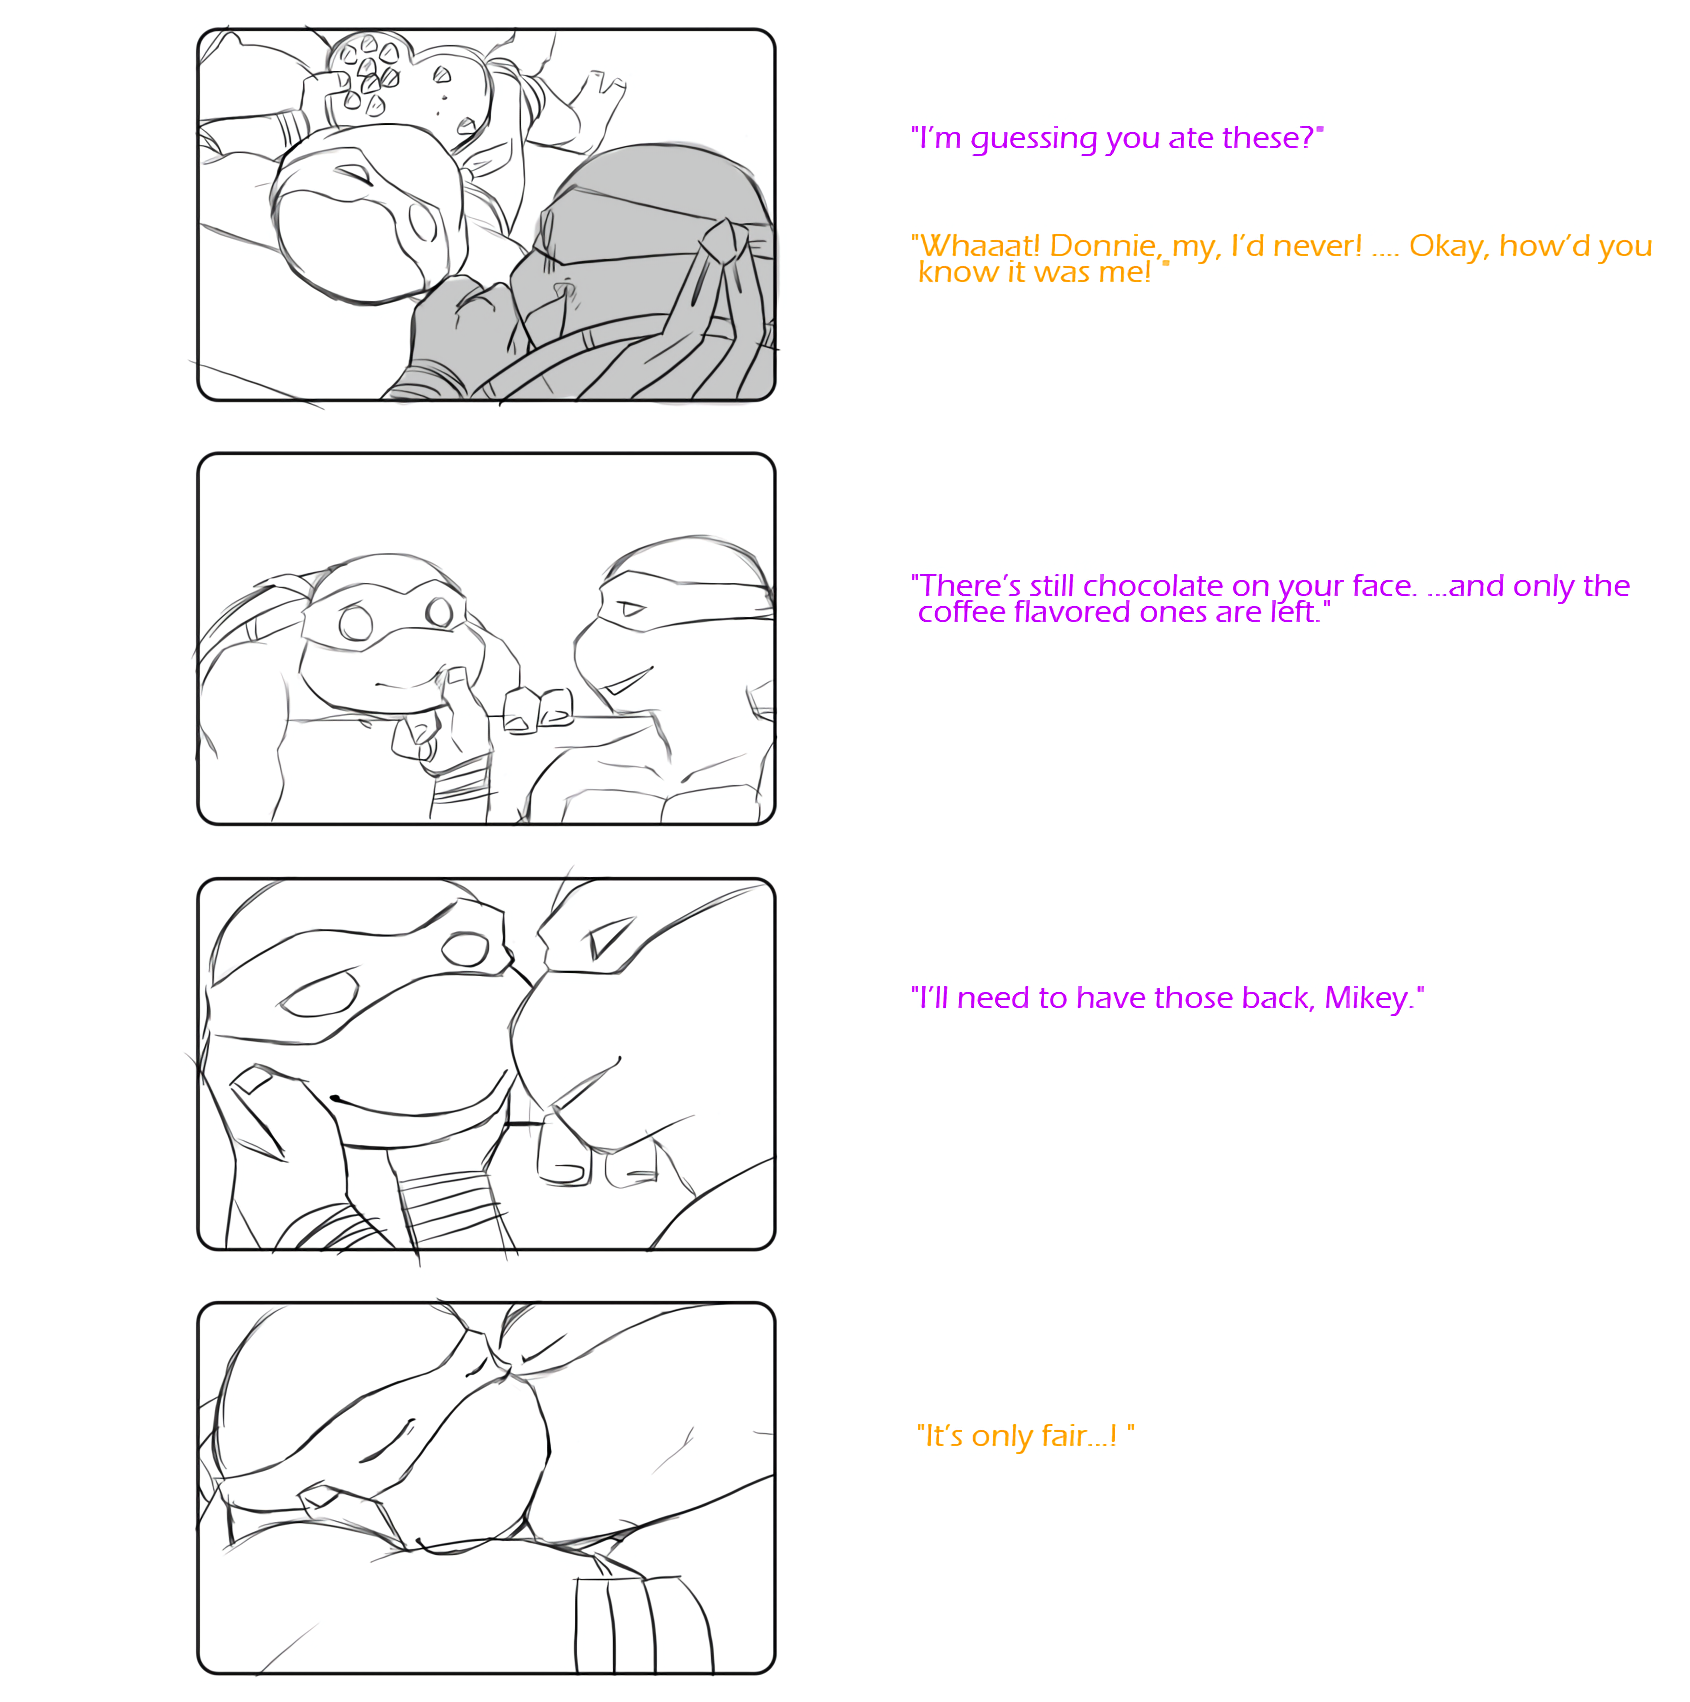 "I'm guessing you ate these?"
"Whaaat! Donnie, my, I'd never! .... Okay, how'd you
know it was me! "
"There's still chocolate on your face. ...and only the
coffee flavored ones are left."
"I'll need to have those back, Mikey."
"It's only fair...! "